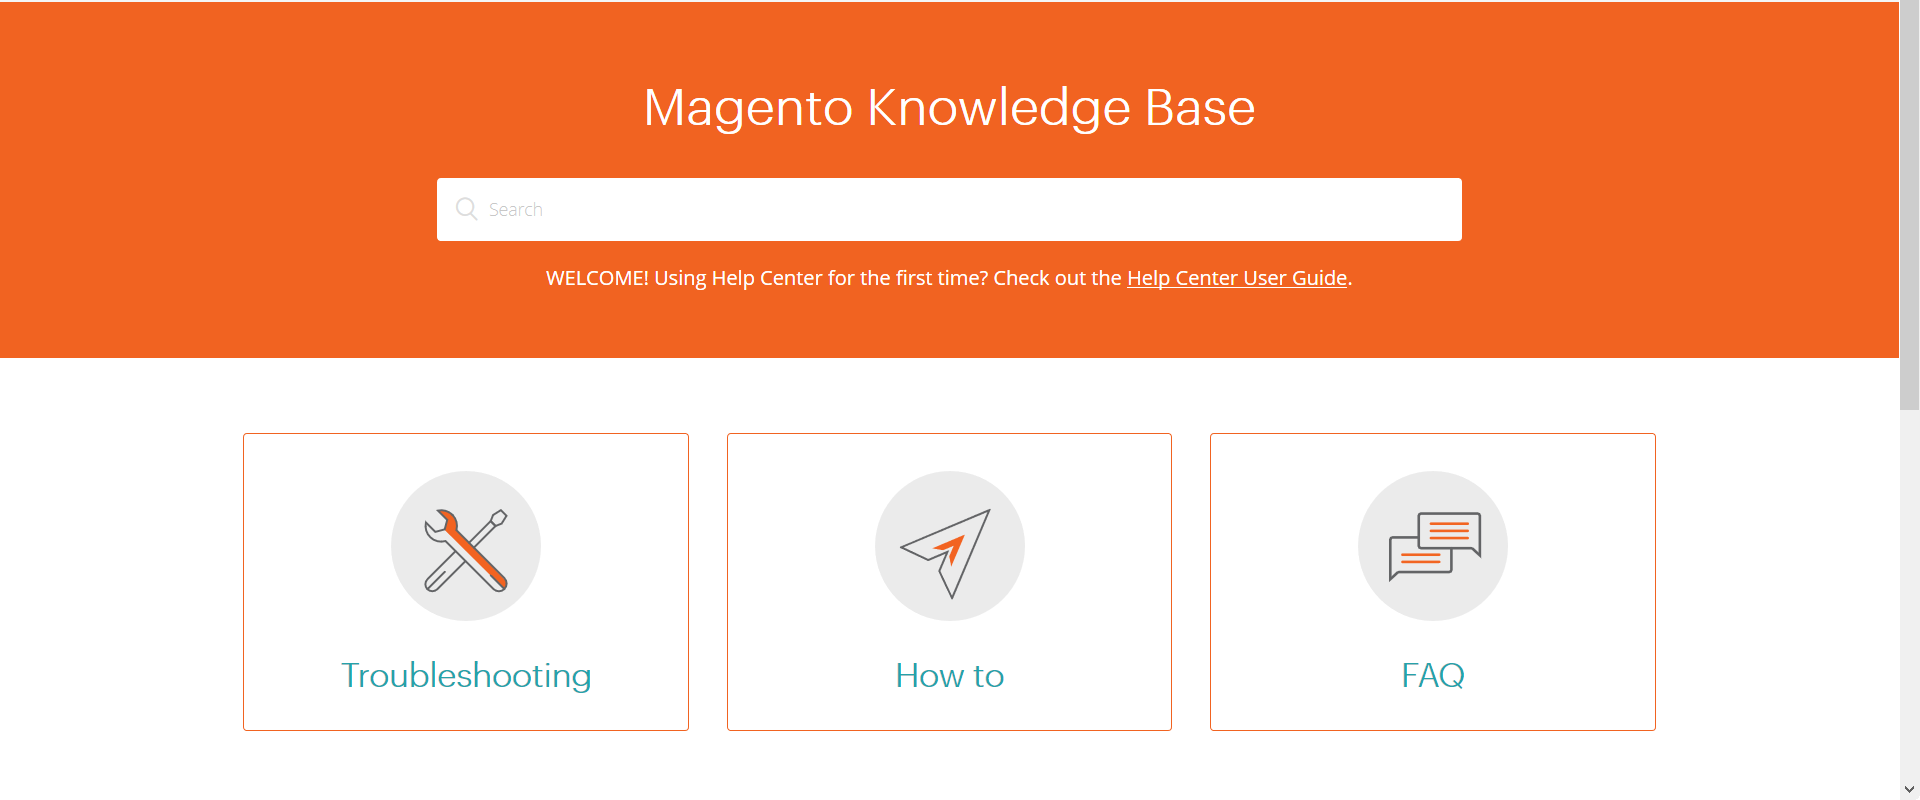 Magento Knowledge Base
Search
WELCOME! Using Help Center for the first time? Check out the Help Center User Guide.
Troubleshooting
How to
FAQ